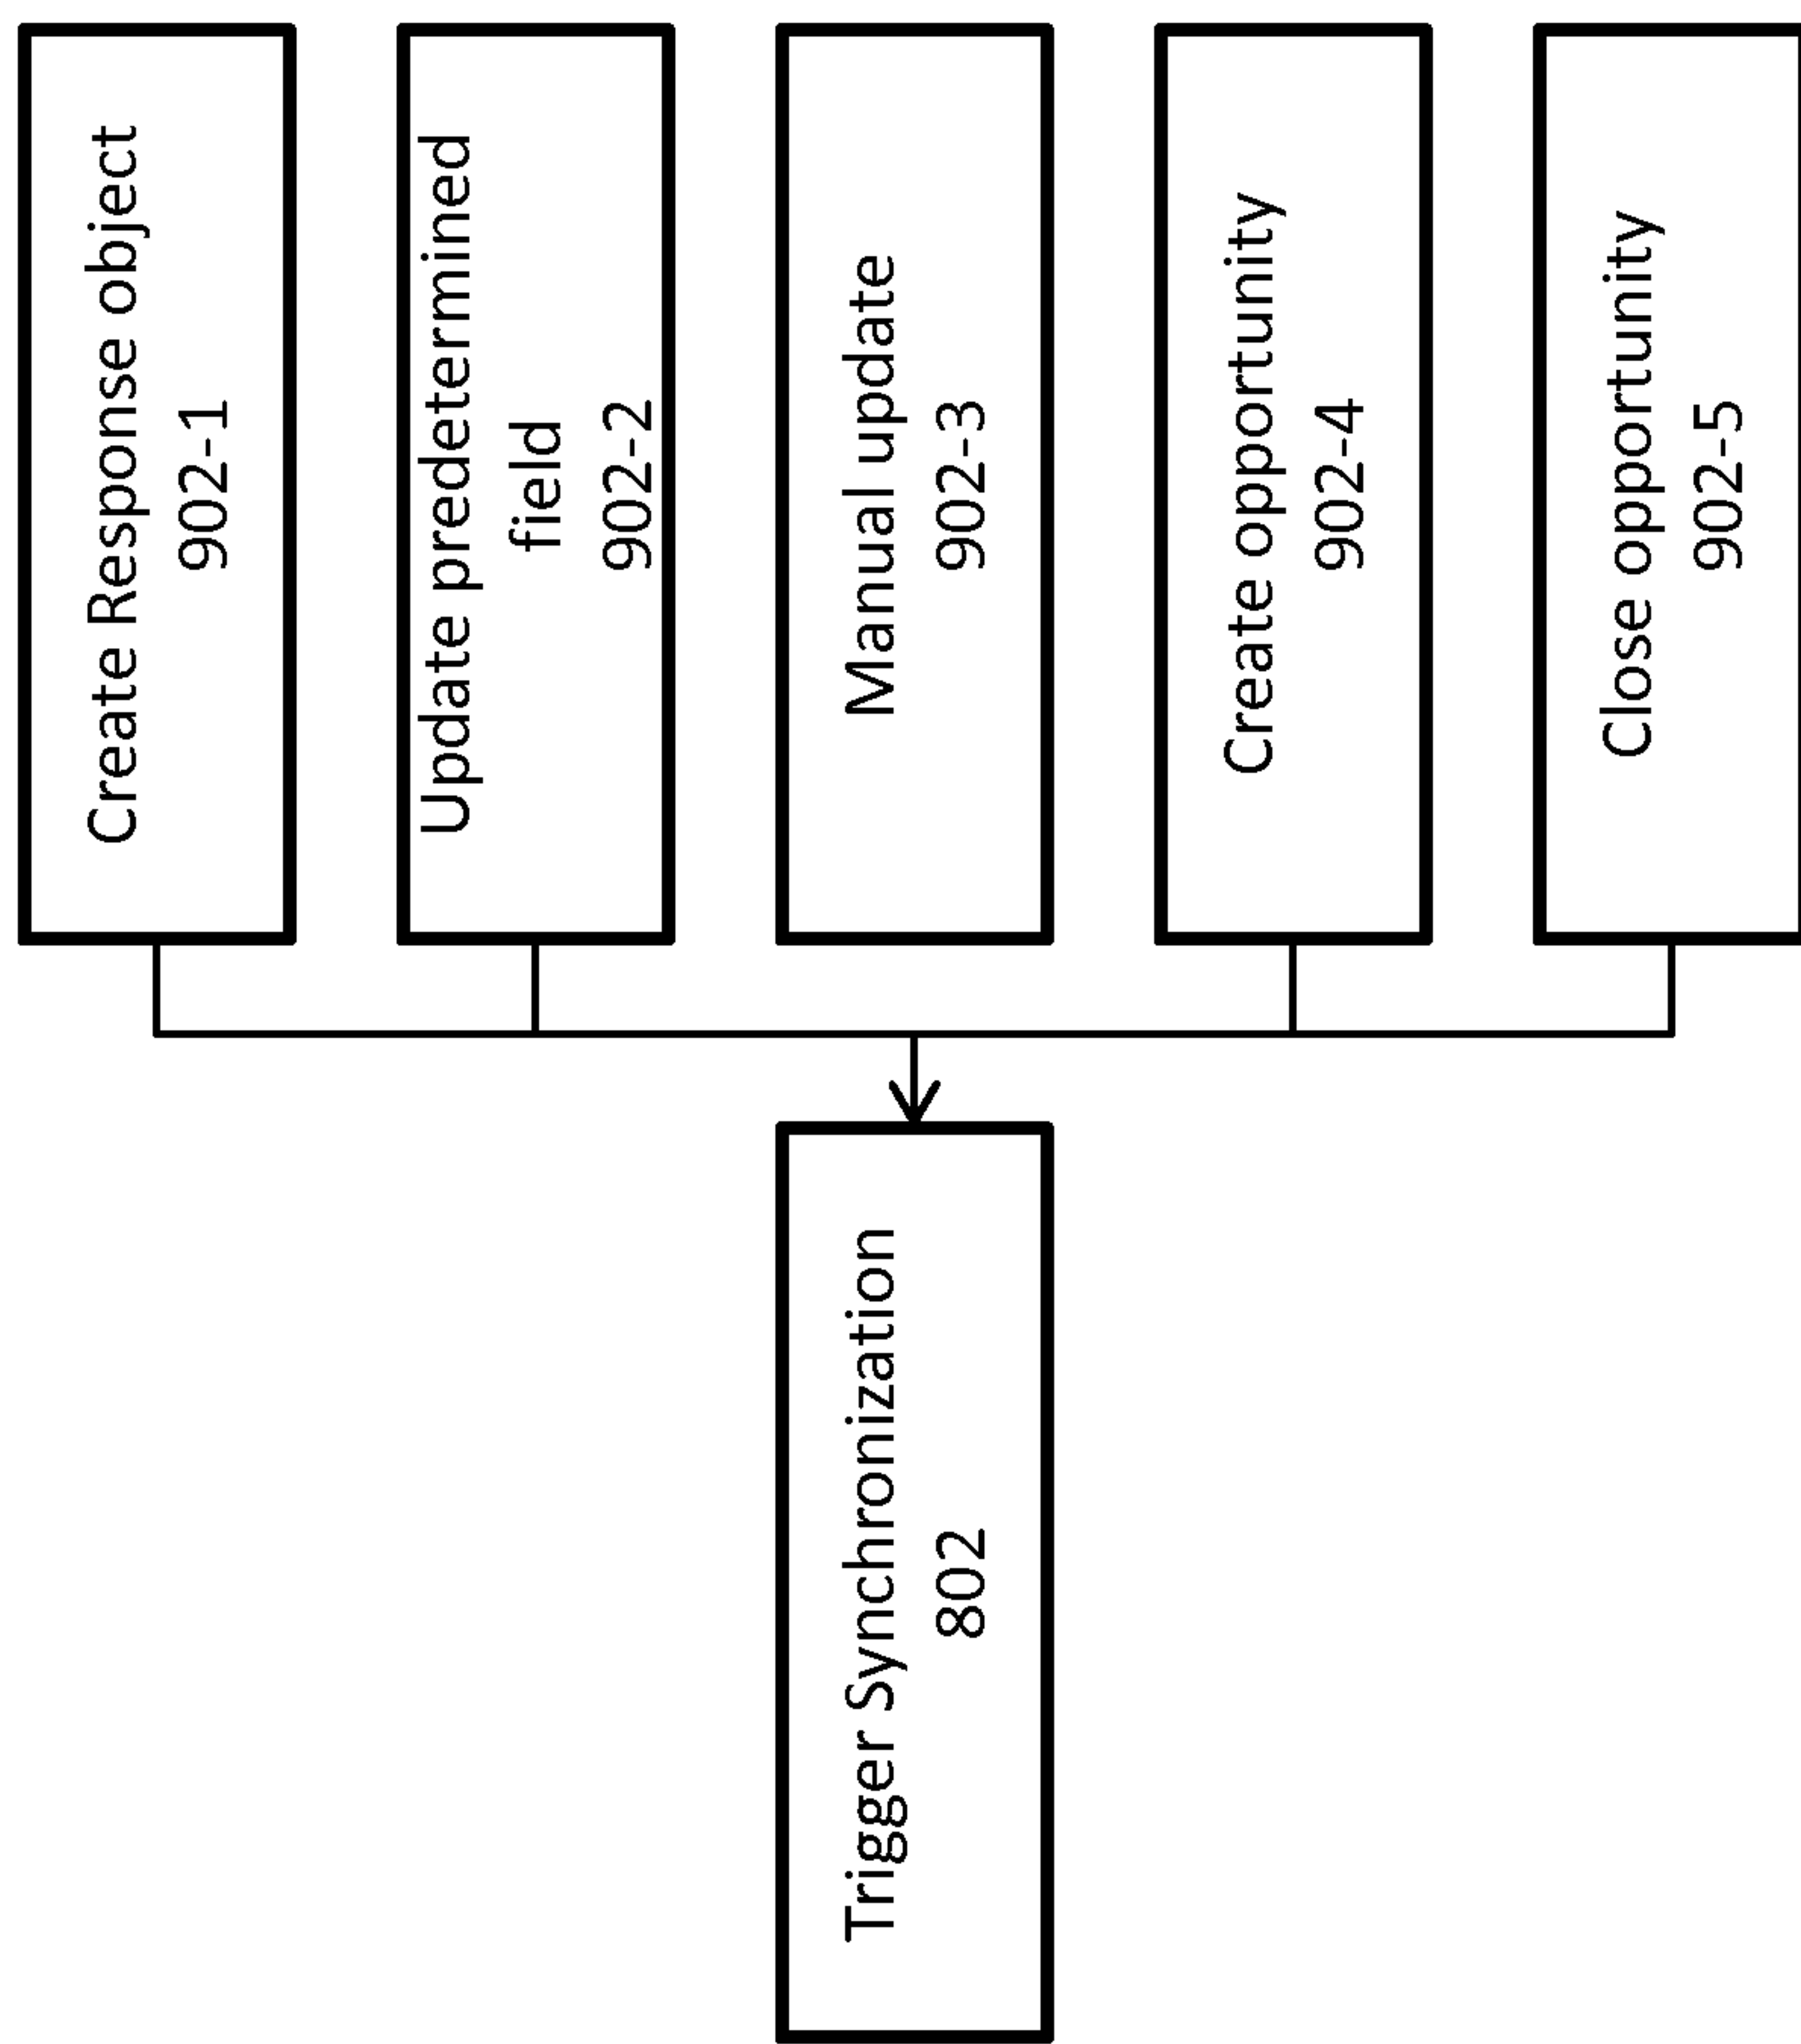 Create Response object
902-1
Update predetermined
field
902-2
Manual update
902-3
Create opportunity
902-4
Close opportunity
902-5
Trigger Synchronization
802